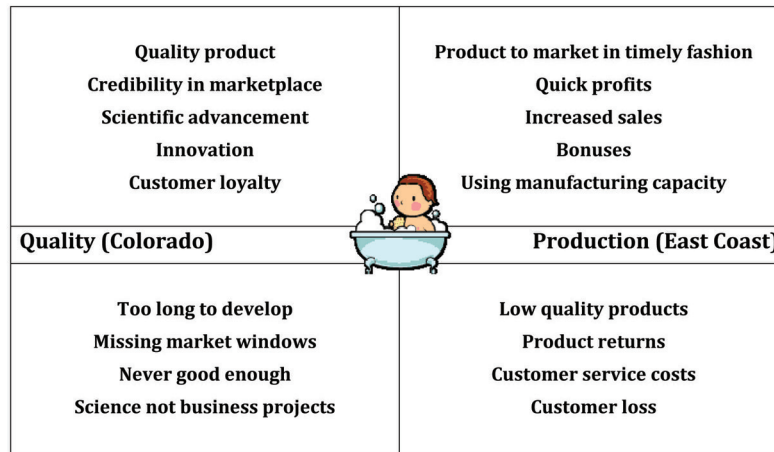 Quality product
Credibility in marketplace
Scientific advancement
Innovation
Customer loyalty
Product to market in timely fashion
Quick profits
Increased sales
Bonuses
Using manufacturing capacity
Quality (Colorado)
Production (East Coast)
Too long to develop
Missing market windows
Never good enough
Science not business projects
Low quality products
Product returns
Customer service costs
Customer loss